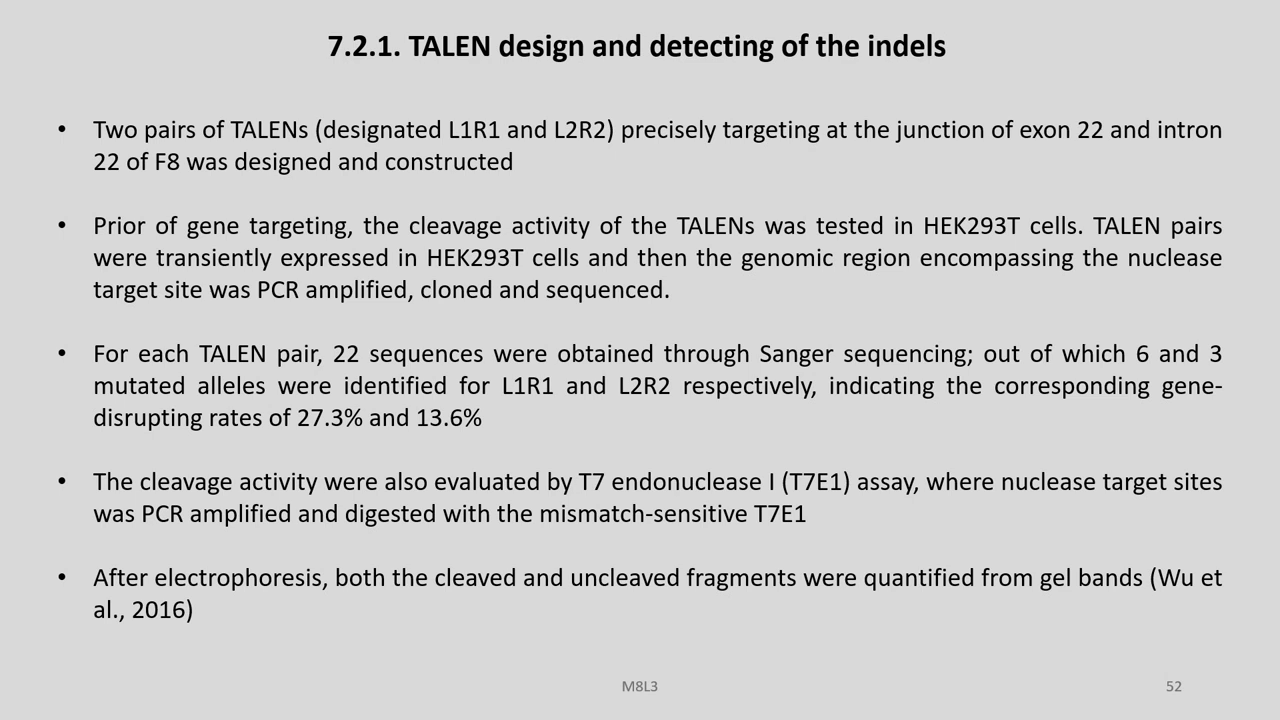 7.2.1. TALEN design and detecting of the indels
• Two pairs of TALENs (designated L1R1 and L2R2) precisely targeting at the junction of exon 22 and intron
22 of F8 was designed and constructed
• Prior of gene targeting, the cleavage activity of the TALENs was tested in HEK293T cells. TALEN pairs
were transiently expressed in HEK293T cells and then the genomic region encompassing the nuclease
target site was PCR amplified, cloned and sequenced.
• For each TALEN pair, 22 sequences were obtained through Sanger sequencing; out of which 6 and 3
mutated alleles were identified for L1R1 and L2R2 respectively, indicating the corresponding gene-
disrupting rates of 27.3% and 13.6%
• The cleavage activity were also evaluated by T7 endonuclease I (T7E1) assay, where nuclease target sites
was PCR amplified and digested with the mismatch-sensitive T7E1
• After electrophoresis, both the cleaved and uncleaved fragments were quantified from gel bands (Wu et
al., 2016)
M8L3
52